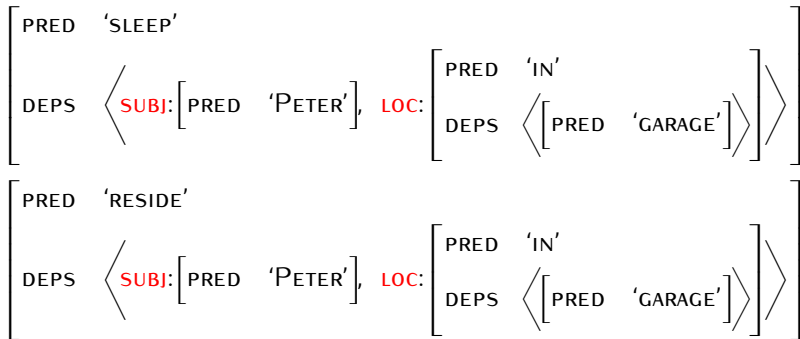 PRED ‘SLEEP’
PRED ‘IN’
DEPS ⟨SUBJ:[PRED ‘PETER’], LOC:
DEPS ⟨[PRED ‘GARAGE’]⟩⟩
PRED ‘RESIDE’
PRED ‘IN’
DEPS ⟨SUBJ:[PRED ‘PETER’], LOC:
DEPS ⟨[PRED ‘GARAGE’]⟩⟩